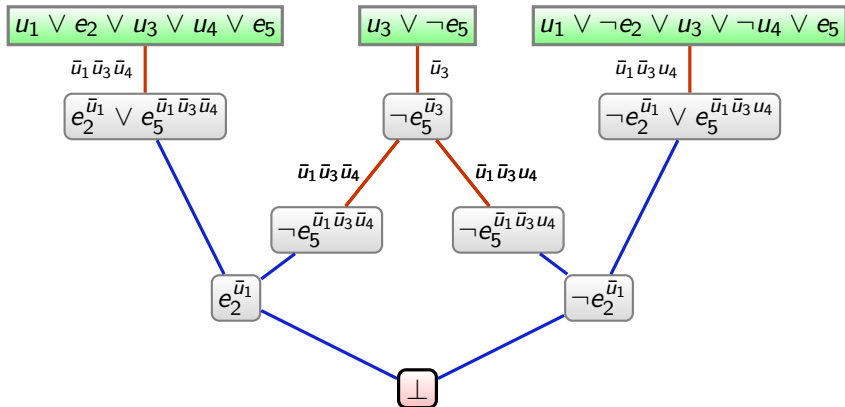 u₁ ∨ e₂ ∨ u₃ ∨ u₄ ∨ e₅
u₃ ∨ ¬e₅
u₁ ∨ ¬e₂ ∨ u₃ ∨ ¬u₄ ∨ e₅
ū₁ū₃ū₄
ū₃
ū₁ū₃u₄
e₂^{ū₁} ∨ e₅^{ū₁ū₃ū₄}
¬e₅^{ū₃}
¬e₂^{ū₁} ∨ e₅^{ū₁ū₃u₄}
ū₁ū₃ū₄
ū₁ū₃u₄
¬e₅^{ū₁ū₃ū₄}
¬e₅^{ū₁ū₃u₄}
e₂^{ū₁}
¬e₂^{ū₁}
⊥